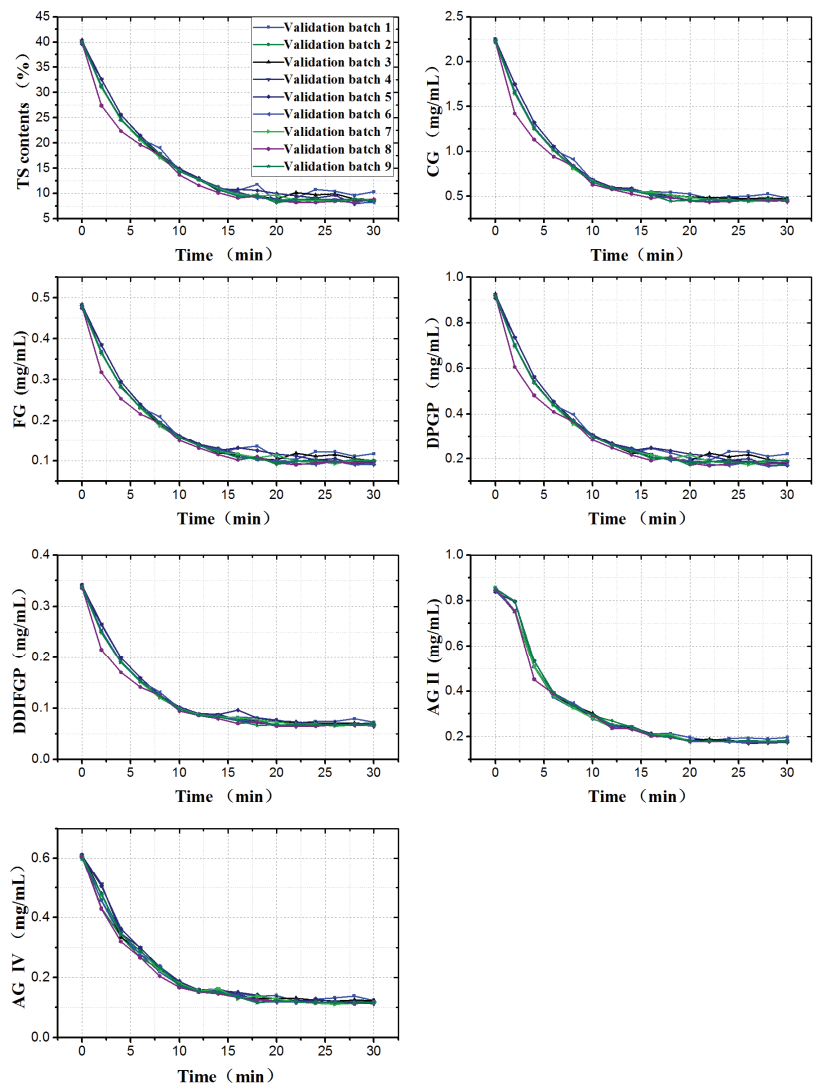 TS contents （%）
45
40
35
30
25
20
15
10
5
0 5 10 15 20 25 30
Time （min）
Validation batch 1
Validation batch 2
Validation batch 3
Validation batch 4
Validation batch 5
Validation batch 6
Validation batch 7
Validation batch 8
Validation batch 9
CG （mg/mL）
2.5
2.0
1.5
1.0
0.5
0 5 10 15 20 25 30
Time （min）
FG (mg/mL)
0.5
0.4
0.3
0.2
0.1
0 5 10 15 20 25 30
Time （min）
DPGP （mg/mL）
1.0
0.8
0.6
0.4
0.2
0 5 10 15 20 25 30
Time （min）
DDIFGP （mg/mL）
0.4
0.3
0.2
0.1
0.0
0 5 10 15 20 25 30
Time （min）
AG II (mg/mL)
1.0
0.8
0.6
0.4
0.2
0 5 10 15 20 25 30
Time （min）
AG IV （mg/mL）
0.6
0.4
0.2
0.0
0 5 10 15 20 25 30
Time （min）